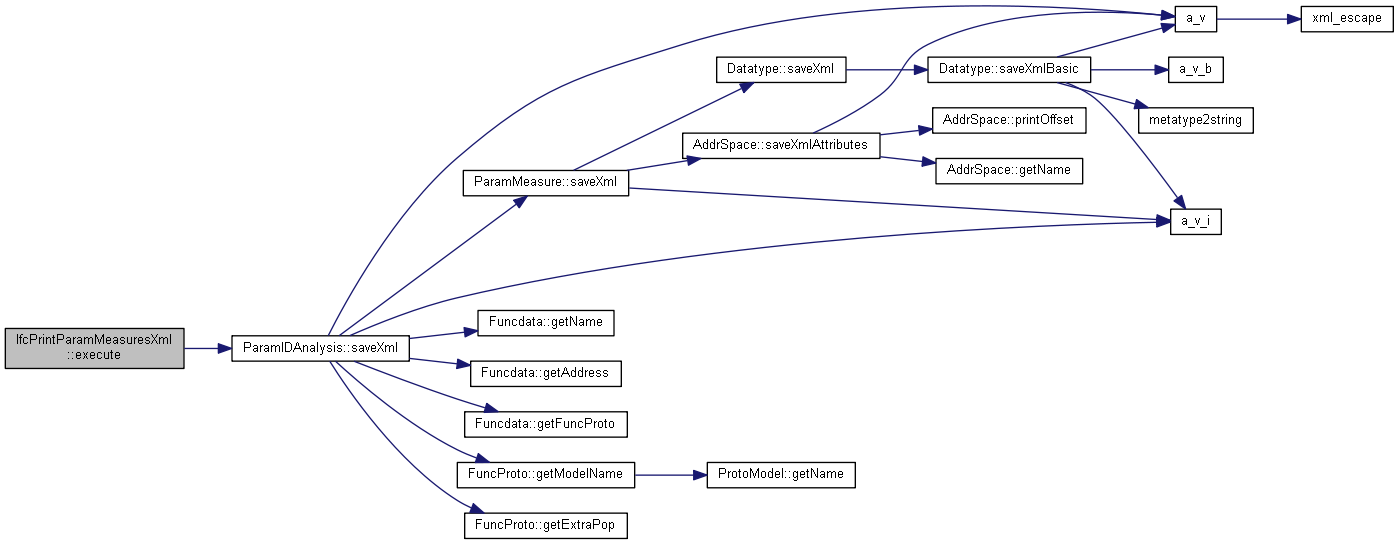 a_v
xml_escape
Datatype::saveXml
Datatype::saveXmlBasic
a_v_b
AddrSpace::printOffset
metatype2string
AddrSpace::saveXmlAttributes
AddrSpace::getName
ParamMeasure::saveXml
a_v_i
Funcdata::getName
IfcPrintParamMeasuresXml
::execute
ParamIDAnalysis::saveXml
Funcdata::getAddress
Funcdata::getFuncProto
FuncProto::getModelName
ProtoModel::getName
FuncProto::getExtraPop